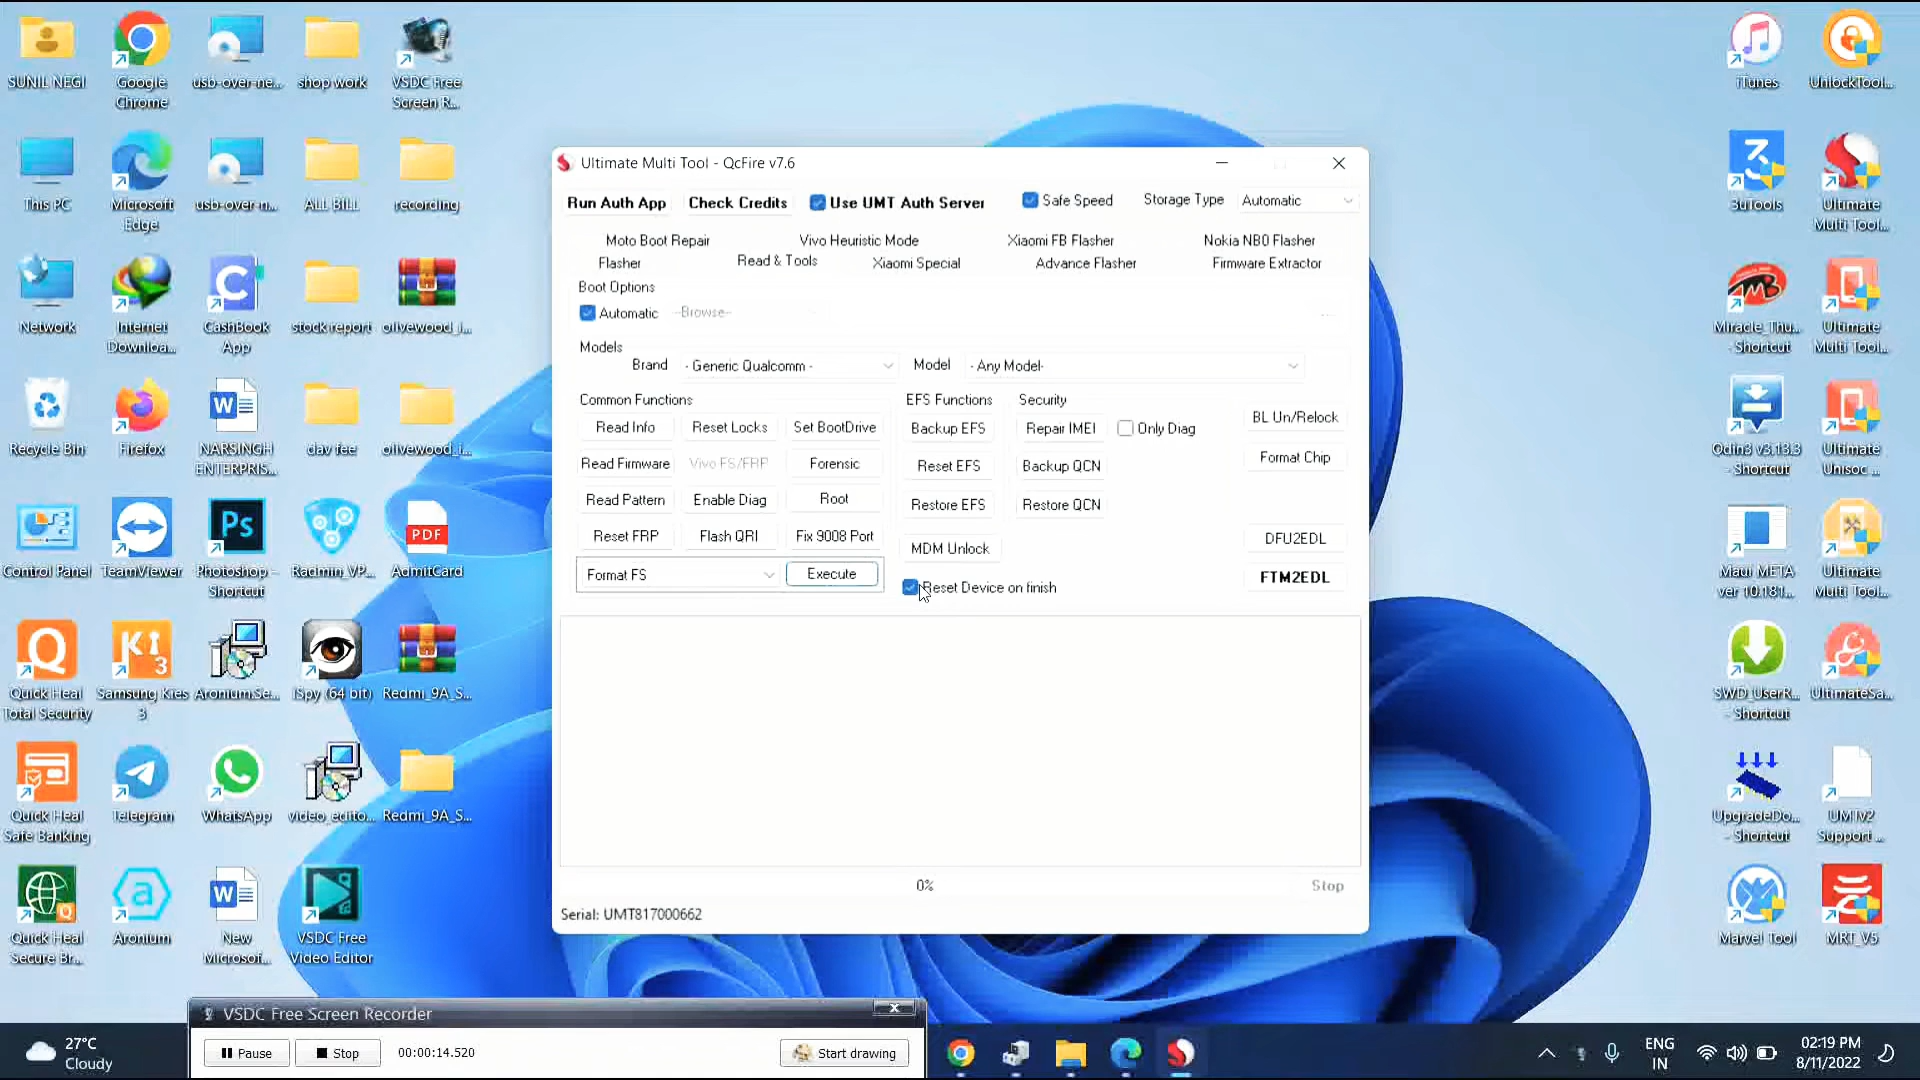 SUNIL NEGI
Google Chrome
usb-over-ne...
shop work
VSDC Free Screen R...
iTunes
UnlockTool...
This PC
Microsoft Edge
usb-over-n...
ALL BILL
recording
3uTools
Ultimate Multi Tool...
Network
Internet Downloa...
CashBook App
stock report
olivewood_i...
Miracle_Thu... - Shortcut
Ultimate Multi Tool...
Recycle Bin
Firefox
NARSINGH ENTERPRIS...
dav fee
olivewood_i...
Odin3 v3.13.3 - Shortcut
Ultimate Unisoc ...
Control Panel
TeamViewer
Photoshop - Shortcut
Radmin_VP...
AdmitCard
Maui META ver 10.181...
Ultimate Multi Tool...
Quick Heal Total Security
Samsung Kies 3
Aronium.Se...
iSpy (64 bit)
Redmi_9A_S...
SWD_UserR... - Shortcut
UltimateSa...
Quick Heal Safe Banking
Telegram
WhatsApp
video_edito...
Redmi_9A_S...
UpgradeDo... - Shortcut
UMTv2 Support ...
Quick Heal Secure Br...
Aronium
New Microsof...
VSDC Free Video Editor
Marvel Tool
MRT_V5
Ultimate Multi Tool - QcFire v7.6
Run Auth App Check Credits Use UMT Auth Server Safe Speed Storage Type Automatic
Moto Boot Repair Vivo Heuristic Mode Xiaomi FB Flasher Nokia NB0 Flasher
Flasher Read & Tools Xiaomi Special Advance Flasher Firmware Extractor
Boot Options
Automatic --Browse-- ...
Models
Brand - Generic Qualcomm - Model - Any Model-
Common Functions EFS Functions Security
Read Info Reset Locks Set BootDrive Backup EFS Repair IMEI Only Diag BL Un/Relock
Read Firmware Vivo FS/FRP Forensic Reset EFS Backup QCN Format Chip
Read Pattern Enable Diag Root Restore EFS Restore QCN
Reset FRP Flash QRI Fix 9008 Port MDM Unlock DFU2EDL
Format FS Execute Reset Device on finish FTM2EDL
0% Stop
Serial: UMT817000662
VSDC Free Screen Recorder
Pause Stop 00:00:14.520 Start drawing
27°C
Cloudy
ENG
IN
02:19 PM
8/11/2022